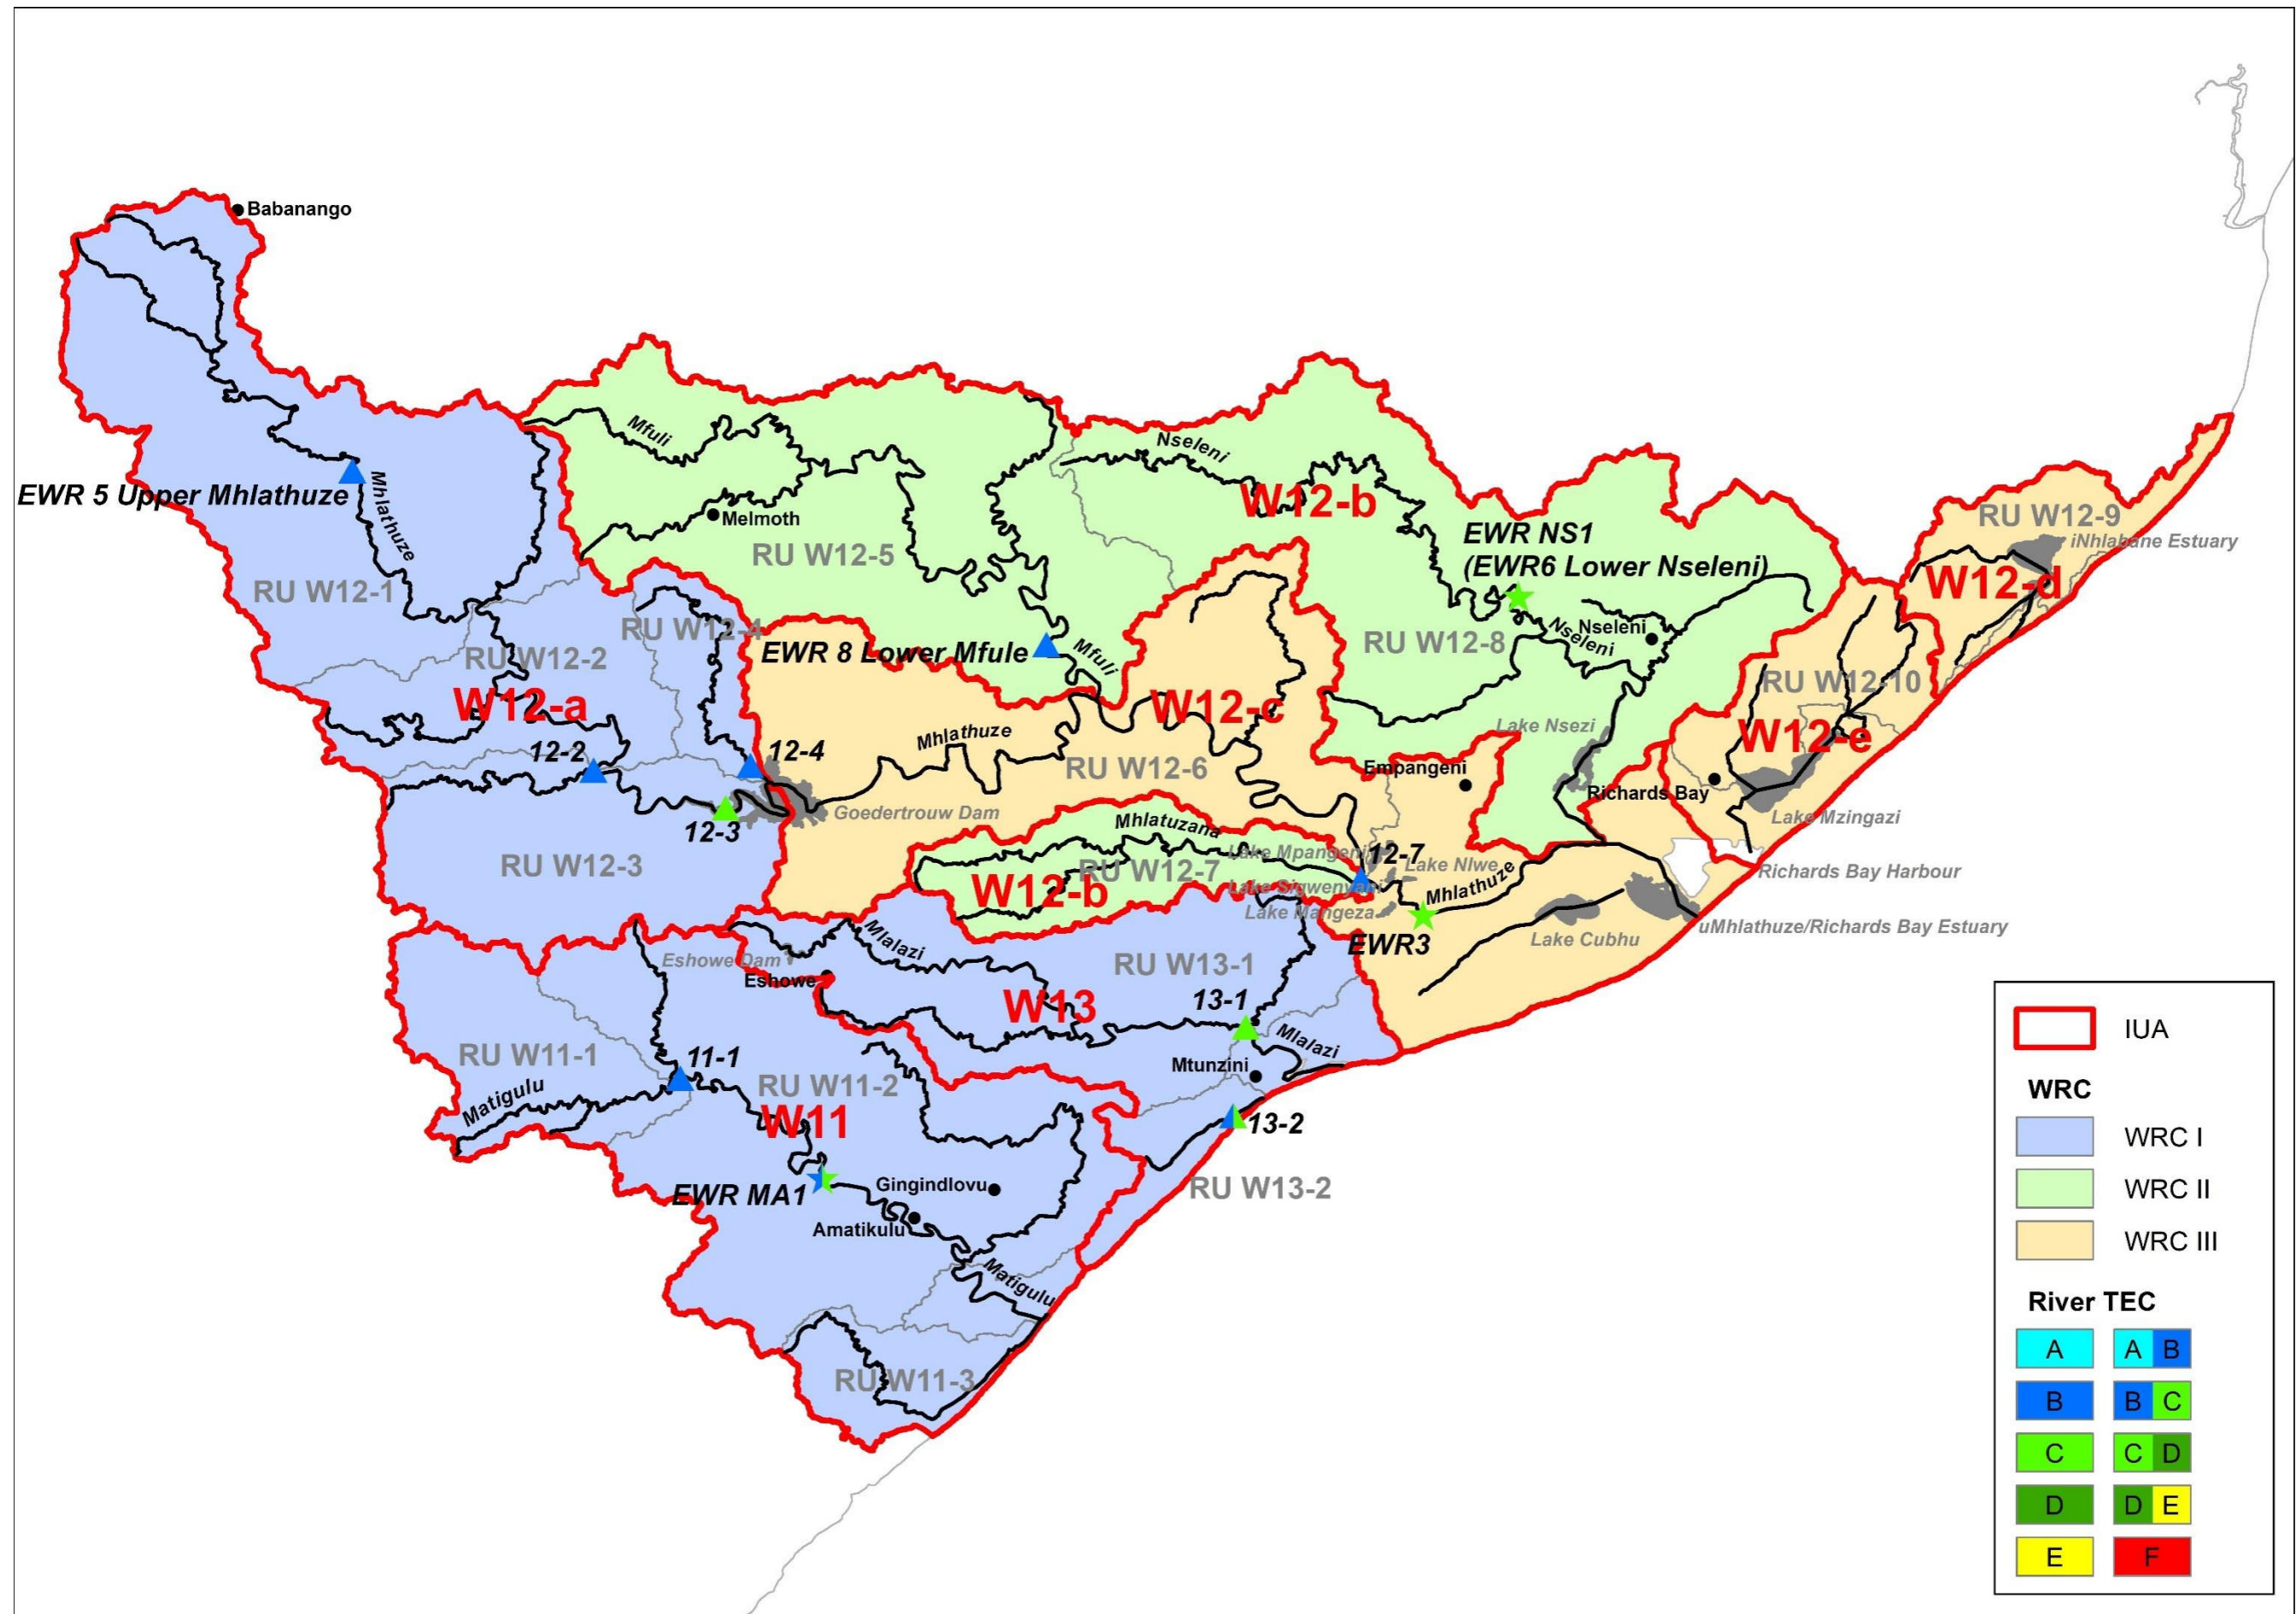 Babanango
Mfuli
Nseleni
EWR 5 Upper Mhlathuze
Mhlathuze
W12-b
Melmoth
RU W12-5
EWR NS1
(EWR6 Lower Nseleni)
RU W12-9
iNhlabane Estuary
W12-d
RU W12-1
RU W12-4
RU W12-2
EWR 8 Lower Mfule
Mfuli
RU W12-8
Nseleni
Nseleni
RU W12-10
W12-a
W12-c
Lake Nsezi
W12-e
Mhlathuze
12-2
12-4
RU W12-6
Empangeni
Richards Bay
12-3
Goedertrouw Dam
Mhlatuzana
Lake Mzingazi
RU W12-3
W12-b
RU W12-7
Lake Mpangeni
12-7
Lake Nlwe
Lake Sigwenyani
Mhlathuze
Lake Mangeza
Richards Bay Harbour
uMhlathuze/Richards Bay Estuary
Lake Cubhu
EWR3
Mlalazi
Eshowe Dam
Eshowe
RU W13-1
W13
13-1
Mlalazi
Mtunzini
RU W11-1
11-1
Matigulu
RU W11-2
W11
13-2
RU W13-2
EWR MA1
Gingindlovu
Amatikulu
Matigulu
RU W11-3
IUA
WRC
WRC I
WRC II
WRC III
River TEC
A
A B
B
B C
C
C D
D
D E
E
F